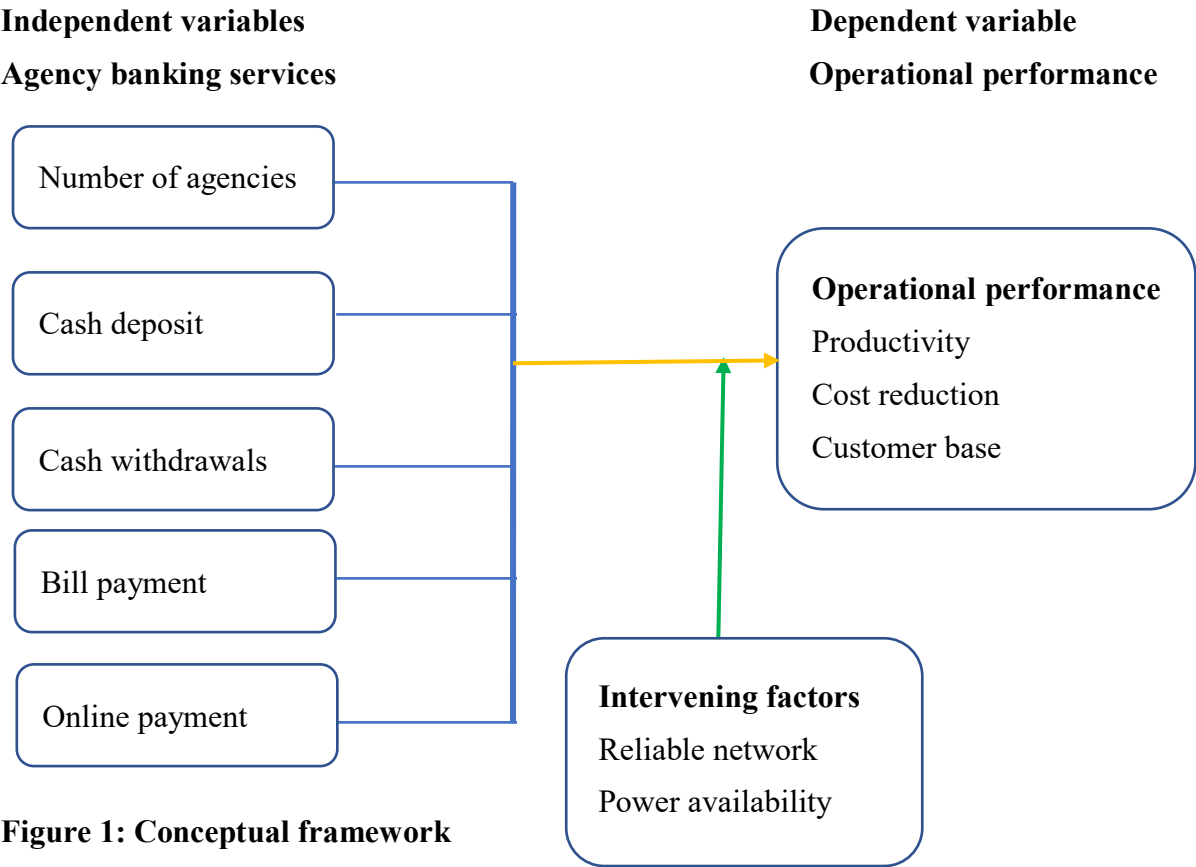 Independent variables
Dependent variable
Agency banking services
Operational performance
Number of agencies
Cash deposit
Cash withdrawals
Bill payment
Online payment
Operational performance
Productivity
Cost reduction
Customer base
Intervening factors
Reliable network
Power availability
Figure 1: Conceptual framework